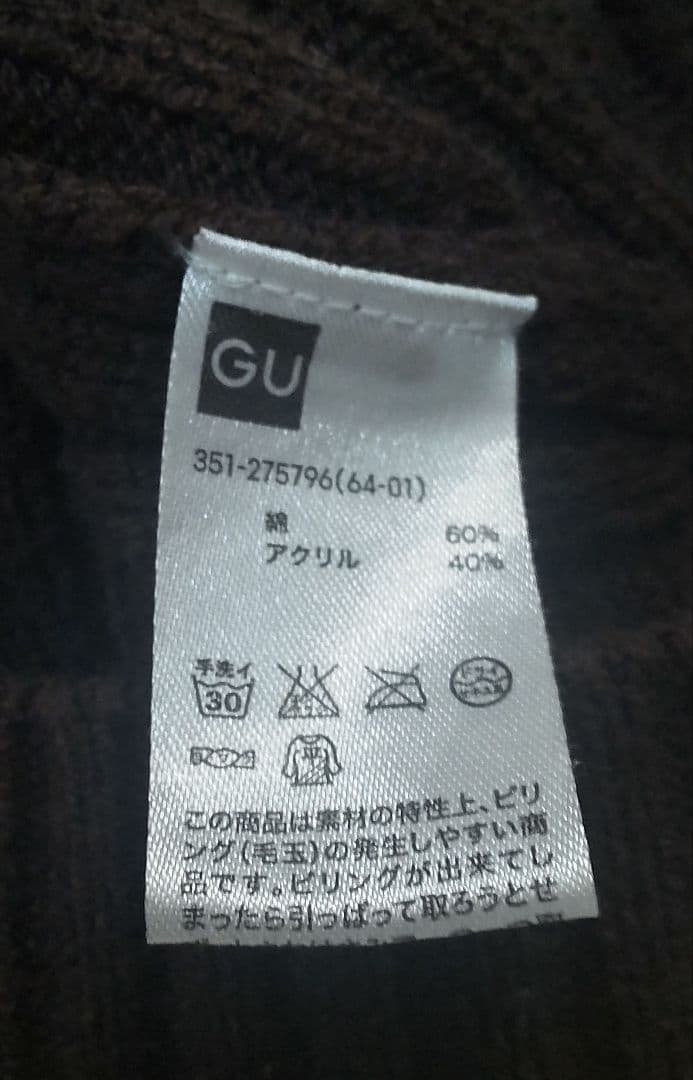 GU
351-275796(64-01)
綿 60%
アクリル 40%
手洗イ
30
平
この商品は素材の特性上、ピリ
ング(毛玉)の発生しやすい商
品です。ピリングが出来てし
まったら引っぱって取ろうとせ